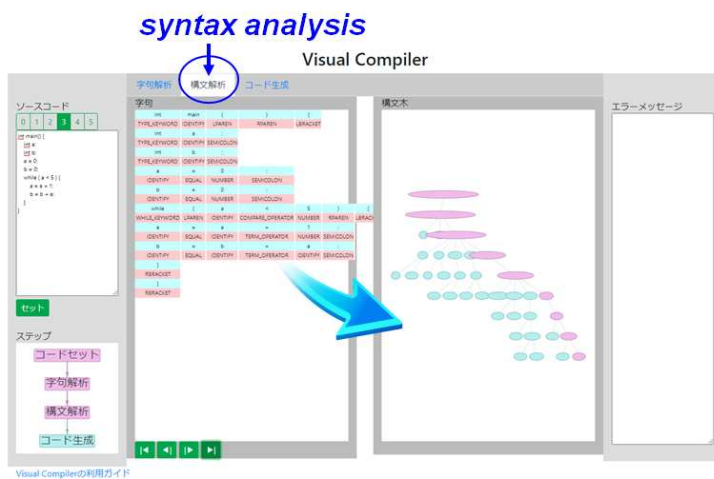 syntax analysis
Visual Compiler
字句解析 構文解析 コード生成
ソースコード
0 1 2 3 4 5
int main() {
int a;
int b;
a = 0;
b = 0;
while ( a < 5 ) {
a = a + 1;
b = b + a;
}
}
セット
ステップ
コードセット
字句解析
構文解析
コード生成
Visual Compilerの利用ガイド
字句
int main ( ) {
TYPE_KEYWORD IDENTIFY LPAREN RPAREN LBRACKET
int a ;
TYPE_KEYWORD IDENTIFY SEMICOLON
int b ;
TYPE_KEYWORD IDENTIFY SEMICOLON
a = 0 ;
IDENTIFY EQUAL NUMBER SEMICOLON
b = 0 ;
IDENTIFY EQUAL NUMBER SEMICOLON
while ( a < 5 ) {
WHILE_KEYWORD LPAREN IDENTIFY COMPARE_OPERATOR NUMBER RPAREN LBRAC
a = a + 1 ;
IDENTIFY EQUAL IDENTIFY TERM_OPERATOR NUMBER SEMICOLON
b = b + a ;
IDENTIFY EQUAL IDENTIFY TERM_OPERATOR IDENTIFY SEMICOLON
}
RBRACKET
}
RBRACKET
構文木
エラーメッセージ